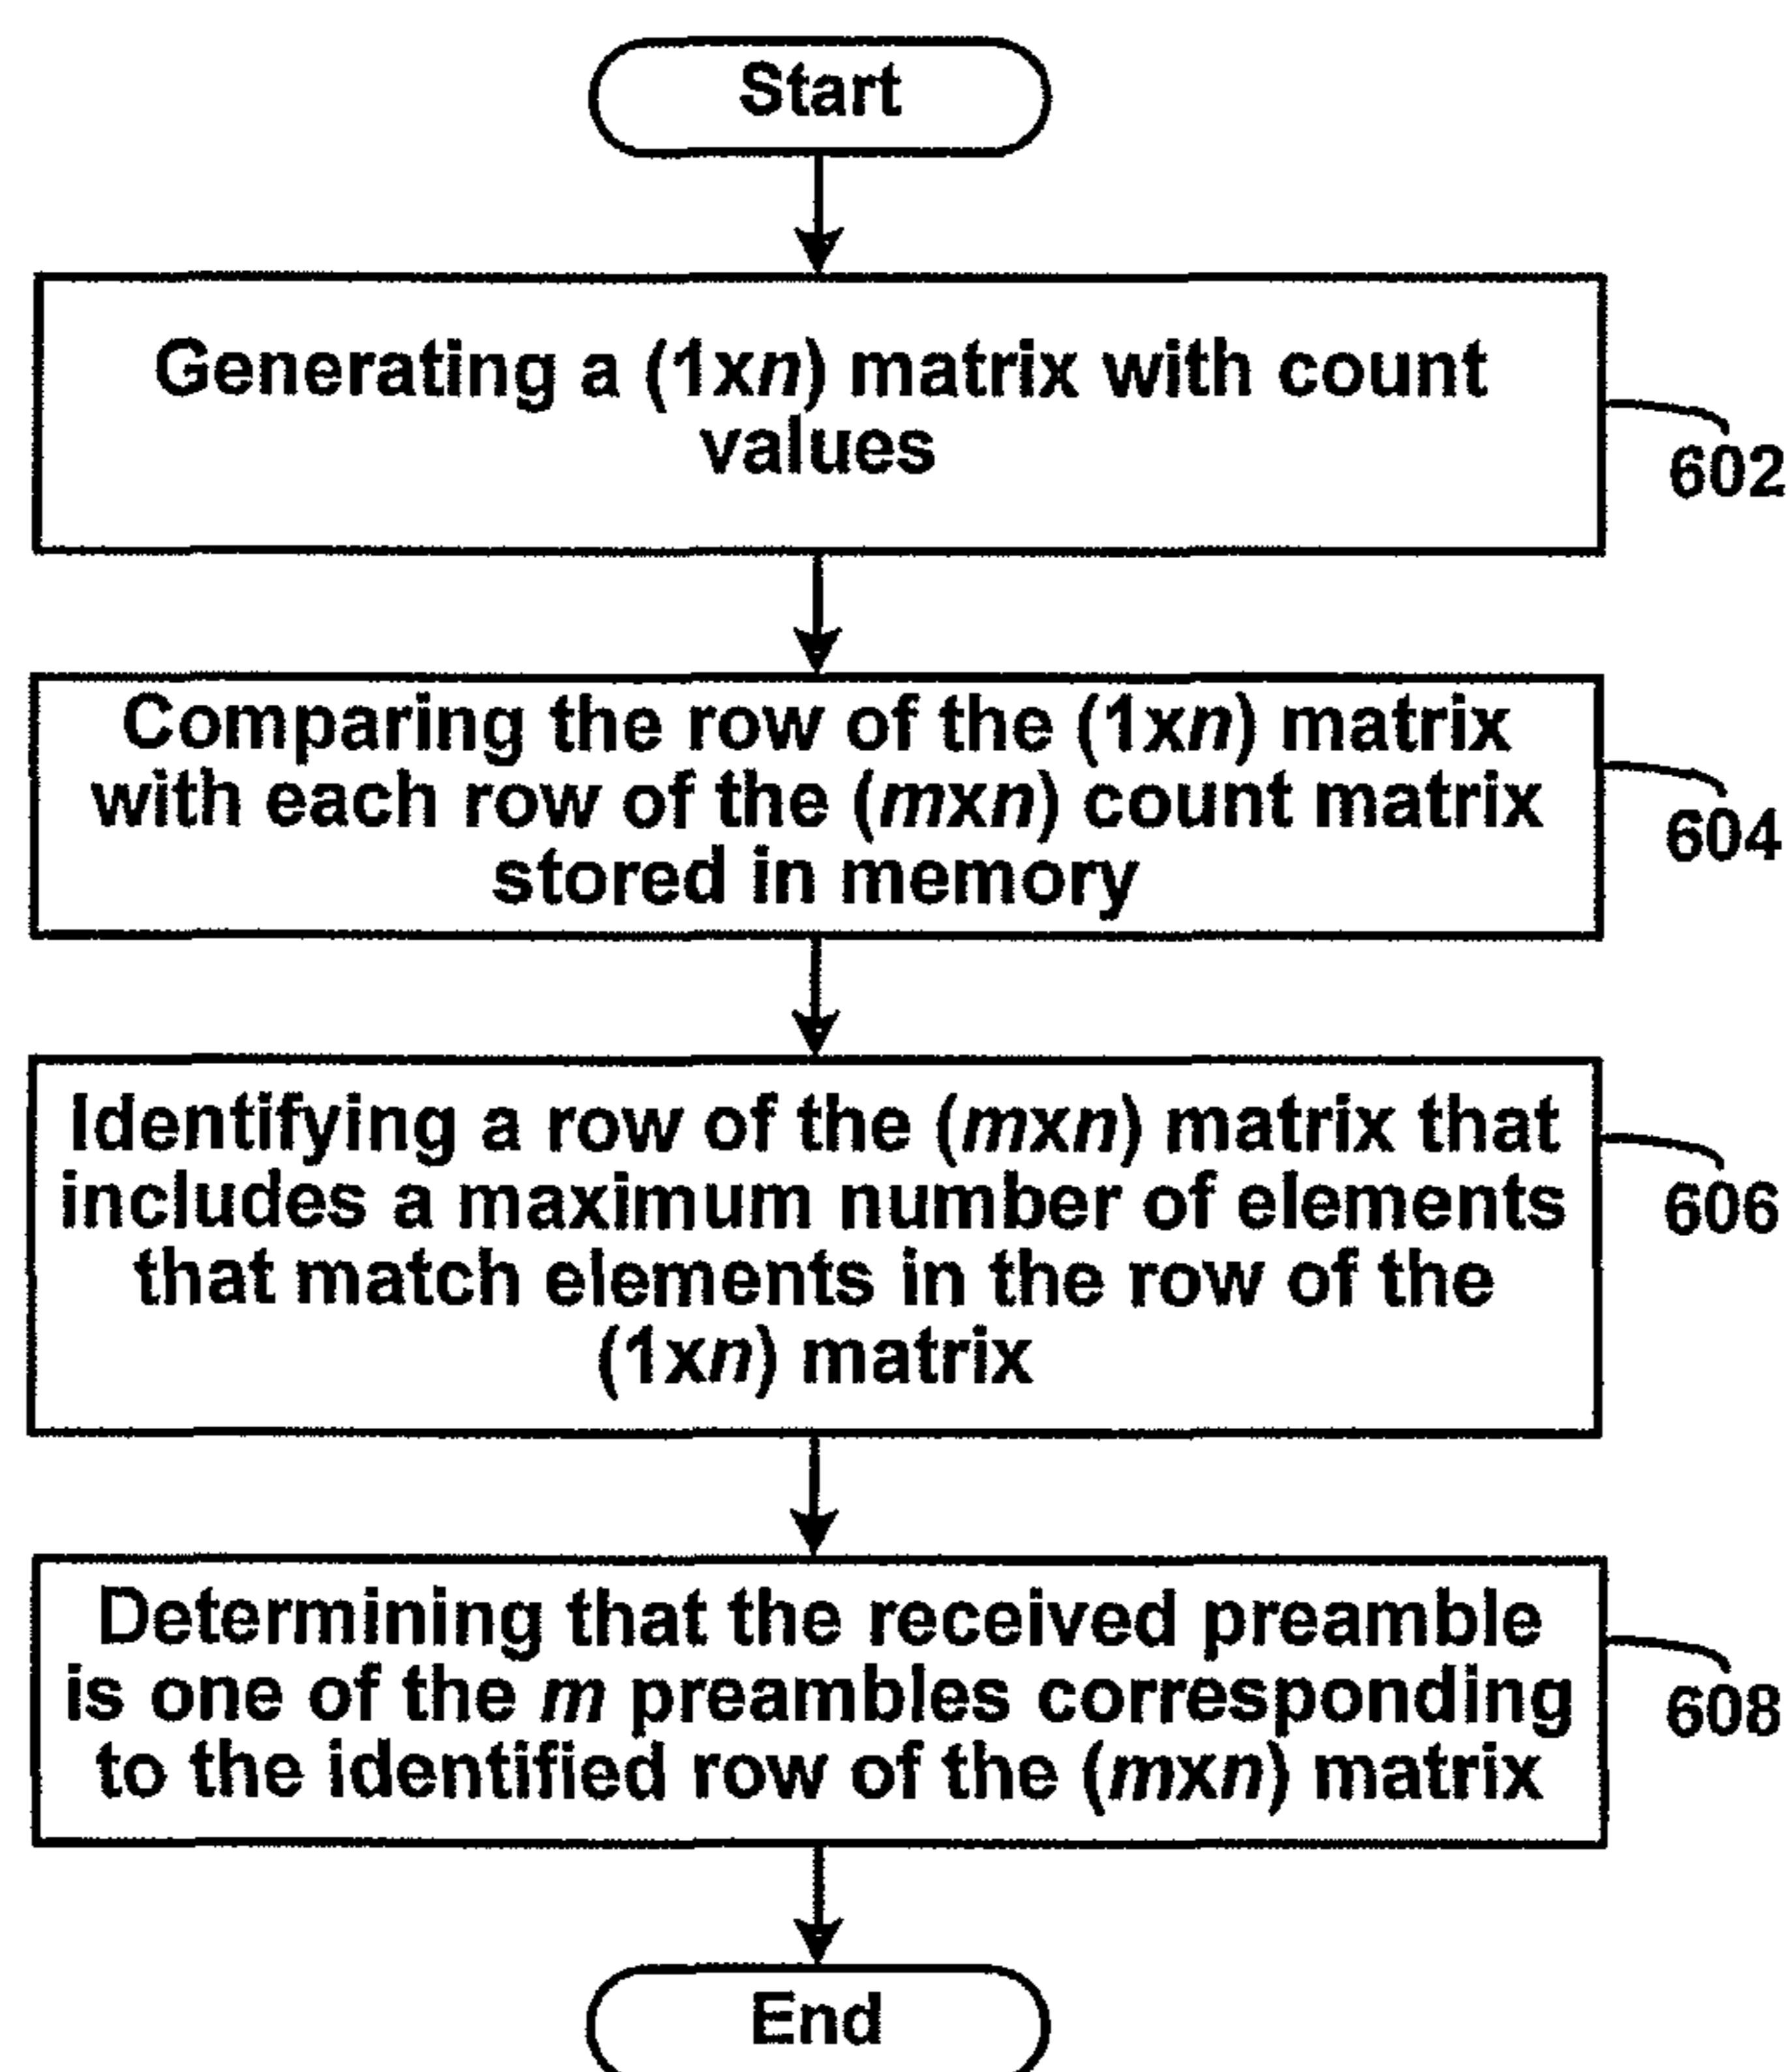 Start
Generating a (1xn) matrix with count
values
602
Comparing the row of the (1xn) matrix
with each row of the (mxn) count matrix
stored in memory
604
Identifying a row of the (mxn) matrix that
includes a maximum number of elements
that match elements in the row of the
(1xn) matrix
606
Determining that the received preamble
is one of the m preambles corresponding
to the identified row of the (mxn) matrix
608
End